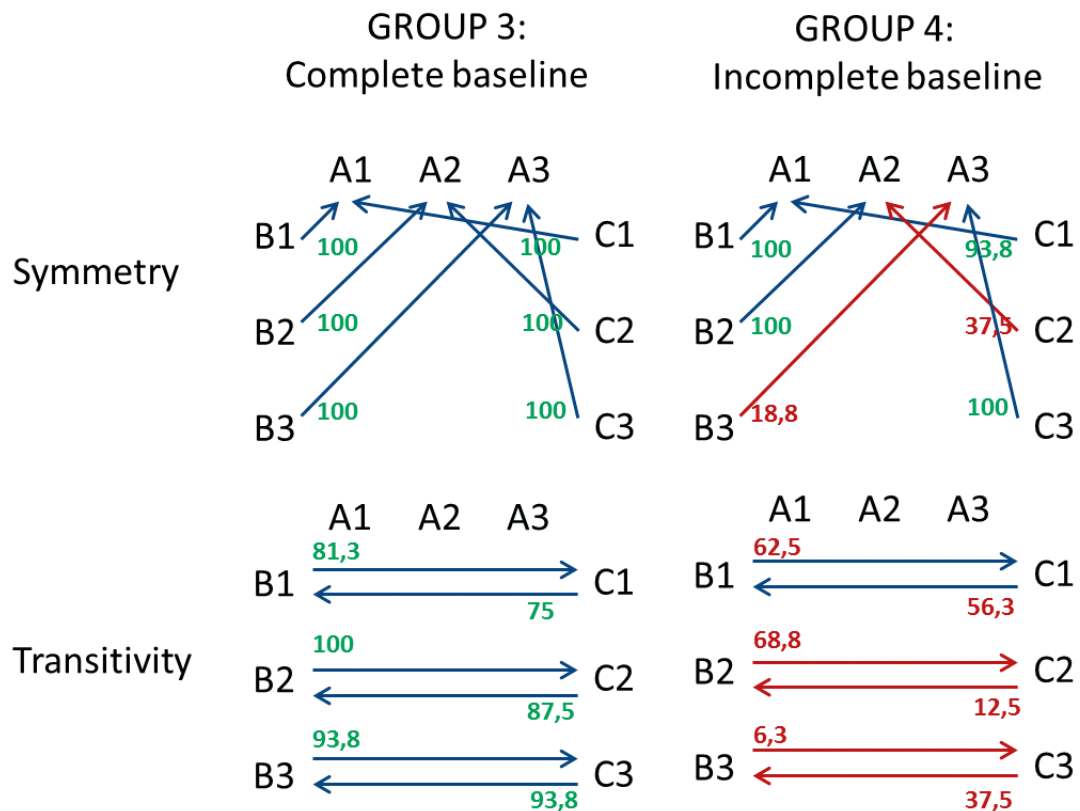 GROUP 3:
Complete baseline
GROUP 4:
Incomplete baseline
Symmetry
A1 A2 A3
B1 100 100 C1
B2 100 100 C2
B3 100 100 C3
A1 A2 A3
B1 100 93,8 C1
B2 100 37,5 C2
B3 18,8 100 C3
Transitivity
A1 A2 A3
81,3
B1 C1
75
100
B2 C2
87,5
93,8
B3 C3
93,8
A1 A2 A3
62,5
B1 C1
56,3
68,8
B2 C2
12,5
6,3
B3 C3
37,5